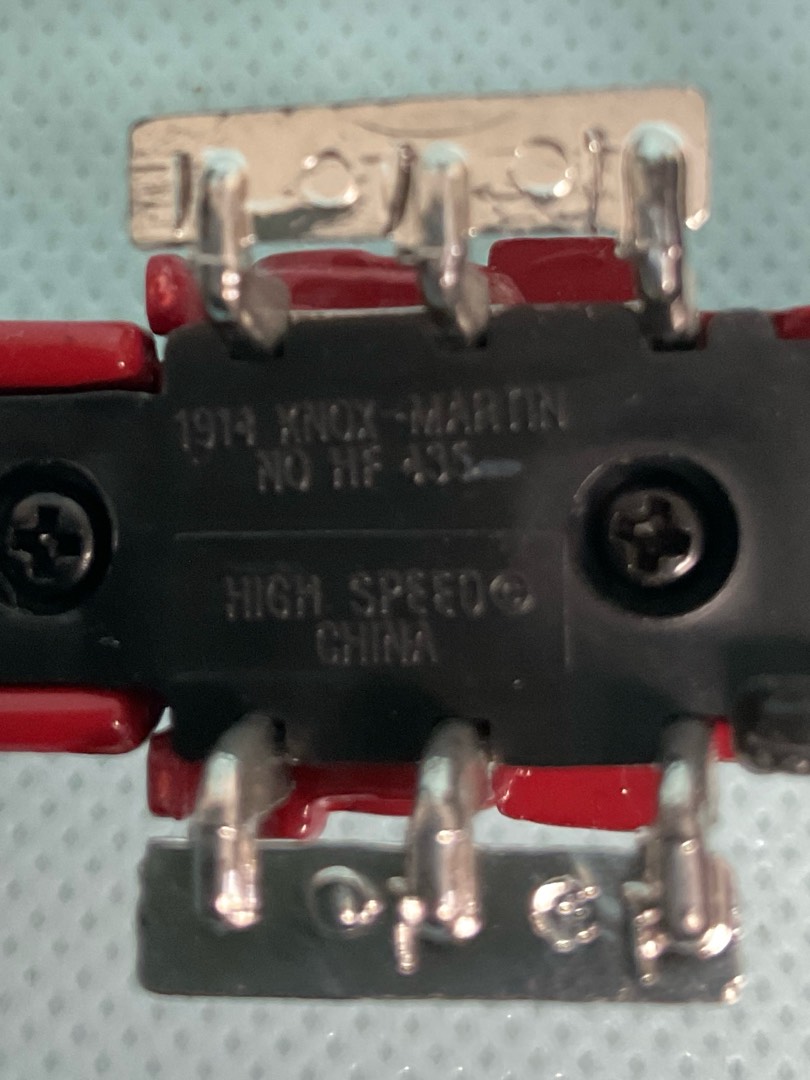 1914 KNOX-MARTIN
NO HF 435
HIGH SPEED©
CHINA